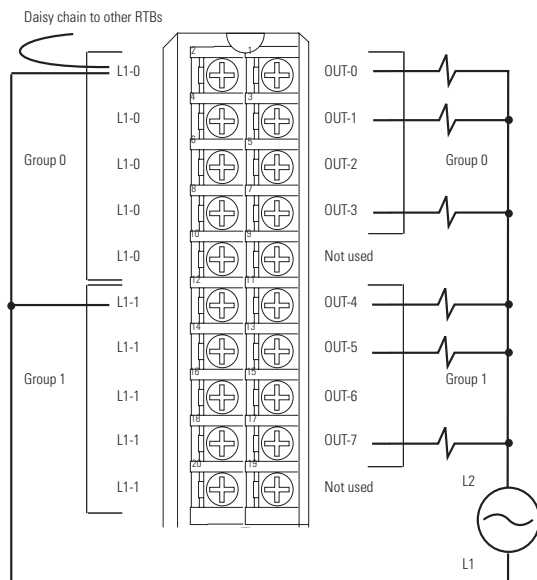 Daisy chain to other RTBs
2 1
L1-0 OUT-0
4 3
L1-0 OUT-1
6 5
Group 0 L1-0 OUT-2 Group 0
8 7
L1-0 OUT-3
10 9
L1-0 Not used
12 11
L1-1 OUT-4
14 13
L1-1 OUT-5
Group 1 Group 1
16 15
L1-1 OUT-6
18 17
L1-1 OUT-7
20 19
L1-1 Not used
L2
L1